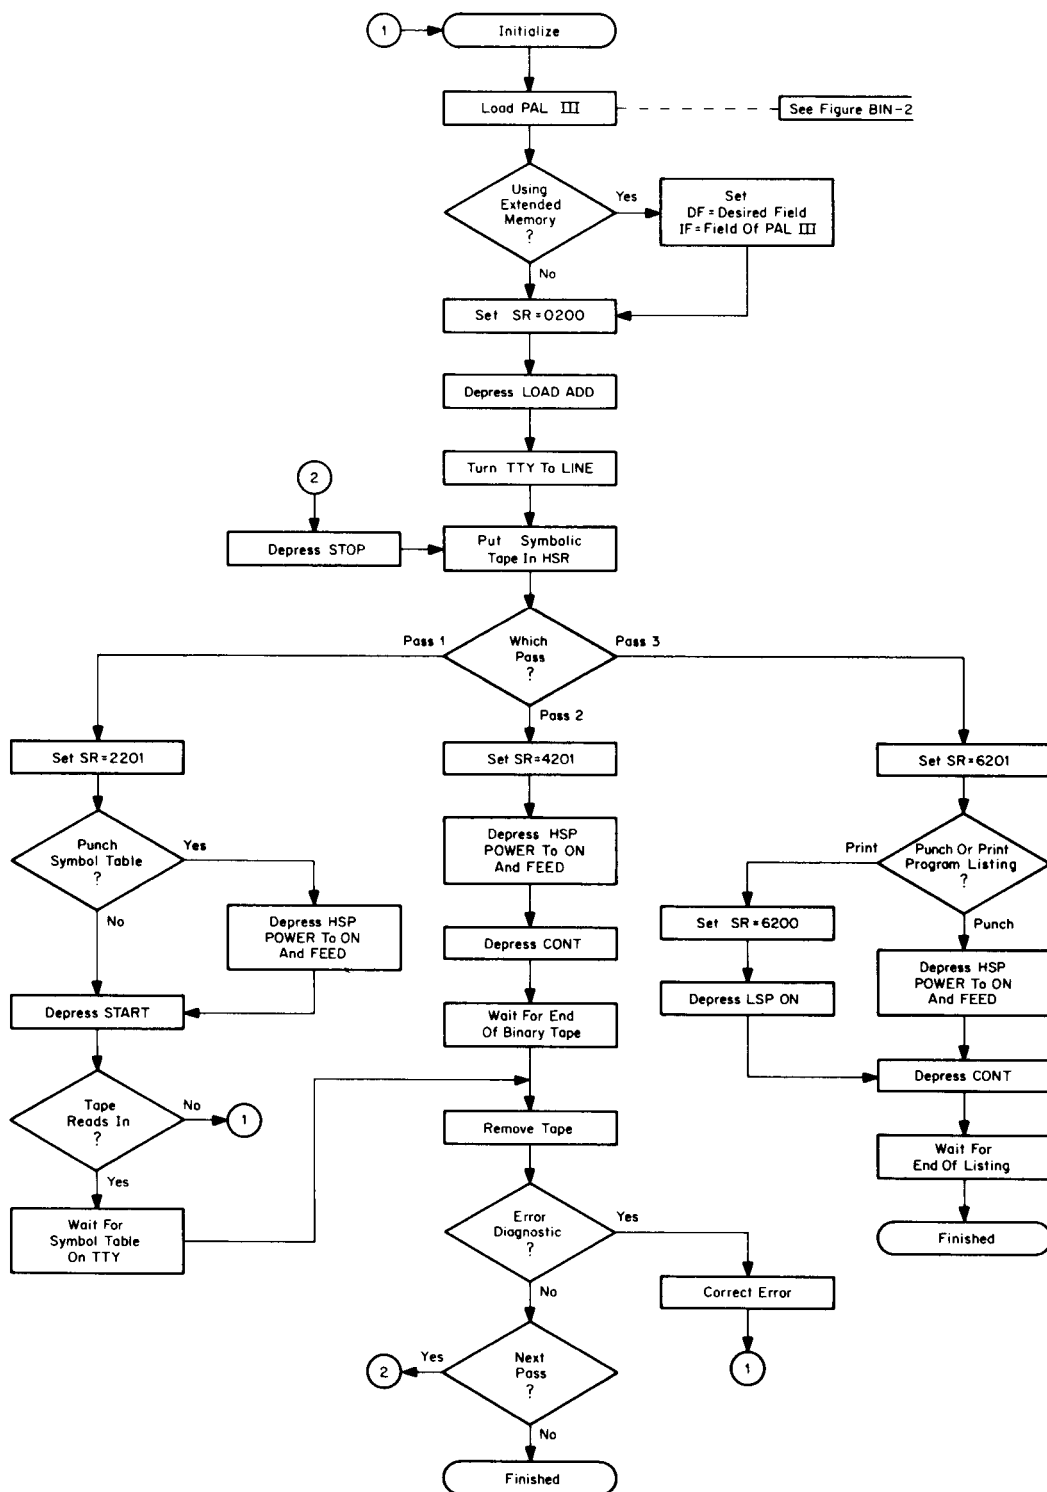 1
Initialize
Load PAL III
See Figure BIN-2
Using
Extended
Memory
?
Yes
Set
DF=Desired Field
IF=Field Of PAL III
No
Set SR=0200
Depress LOAD ADD
Turn TTY To LINE
2
Depress STOP
Put Symbolic
Tape In HSR
Which
Pass
?
Pass 1
Pass 3
Pass 2
Set SR=2201
Punch
Symbol Table
?
Yes
No
Depress HSP
POWER To ON
And FEED
Depress START
Tape
Reads In
?
No
1
Yes
Wait For
Symbol Table
On TTY
Set SR=4201
Depress HSP
POWER To ON
And FEED
Depress CONT
Wait For End
Of Binary Tape
Remove Tape
Error
Diagnostic
?
Yes
Correct Error
1
No
Next
Pass
?
Yes
2
No
Finished
Set SR=6201
Punch Or Print
Program Listing
?
Print
Set SR=6200
Depress LSP ON
Punch
Depress HSP
POWER To ON
And FEED
Depress CONT
Wait For
End Of Listing
Finished